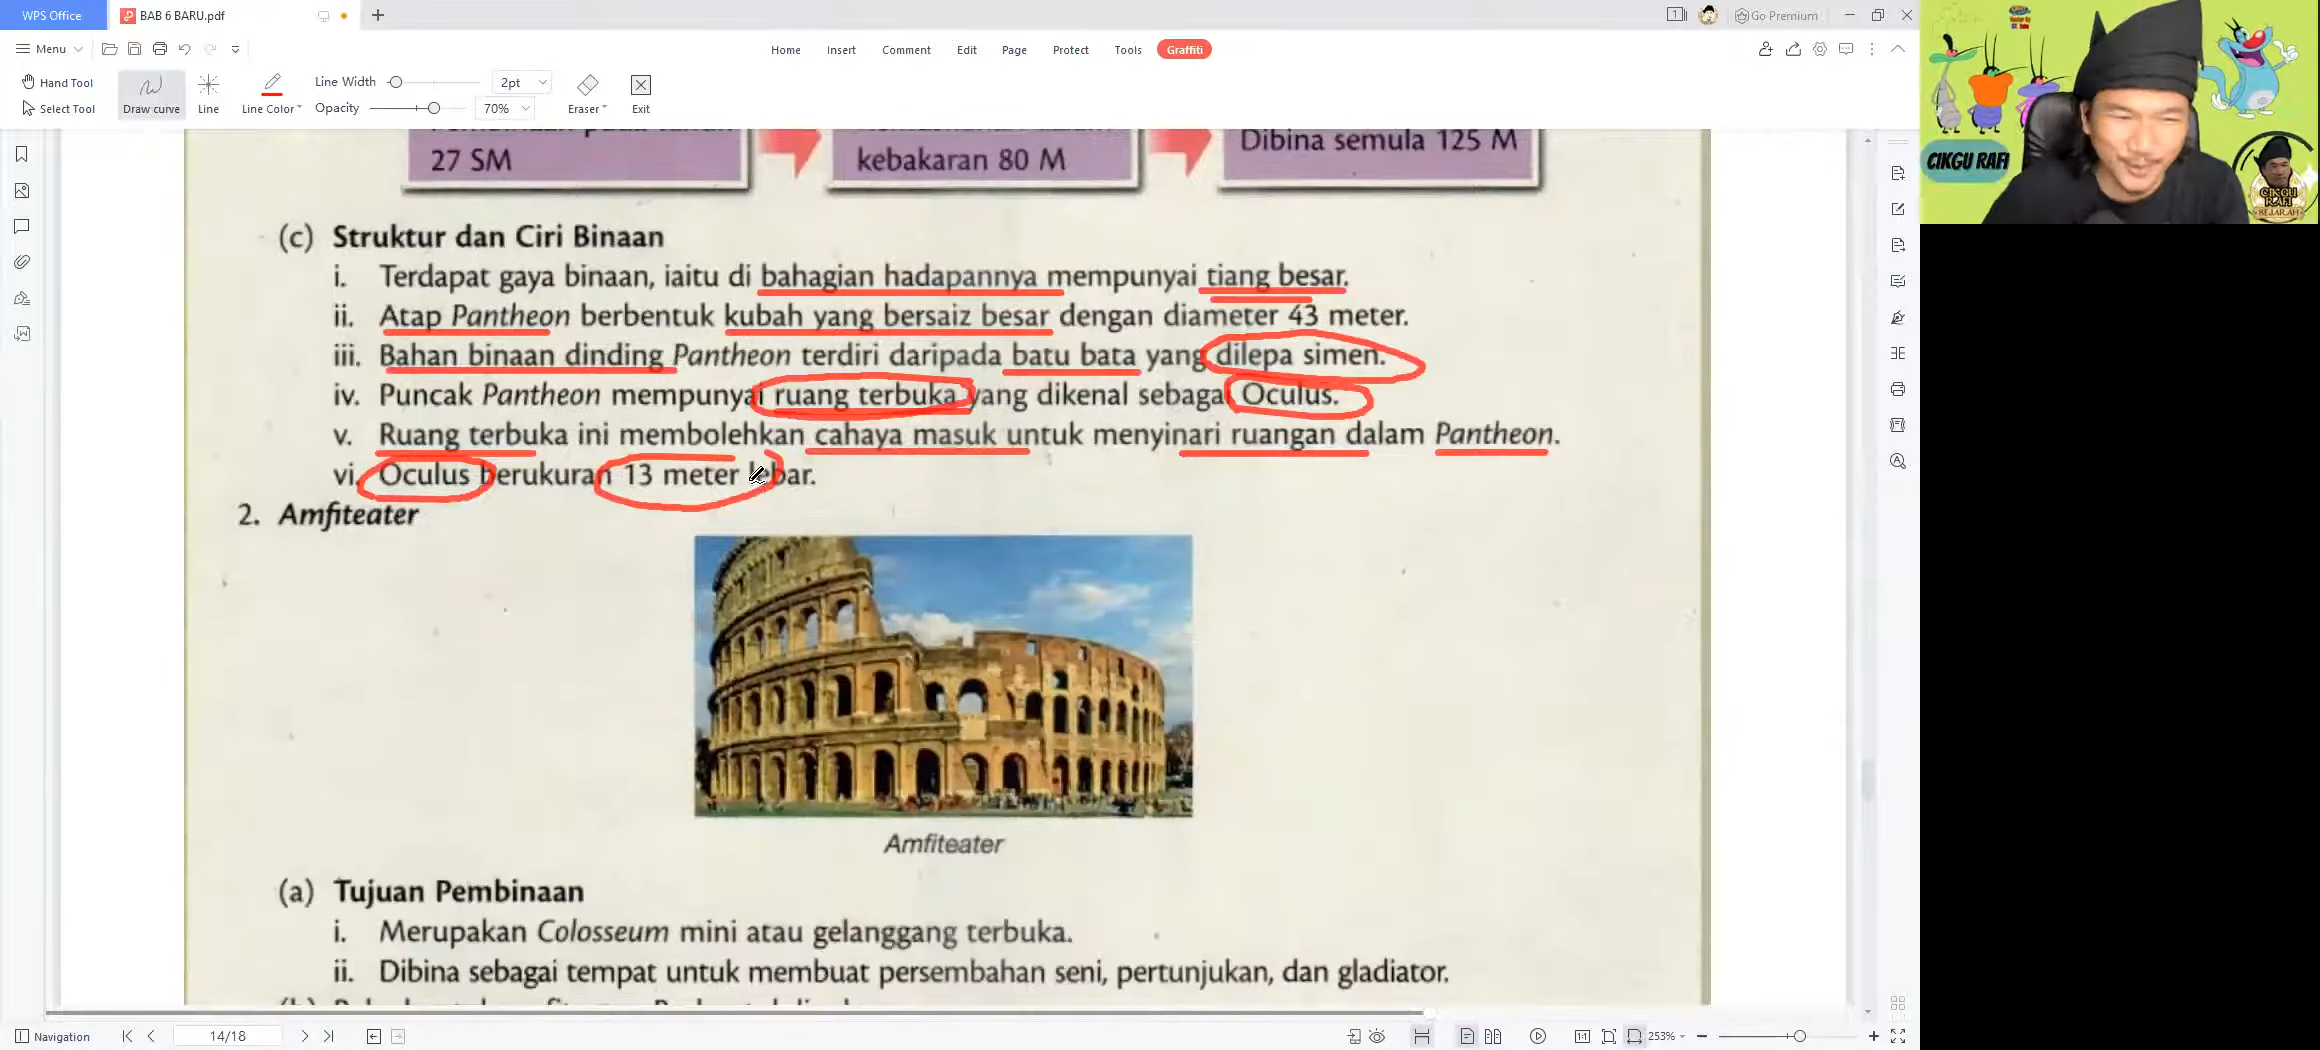 WPS Office
BAB 6 BARU.pdf
Go Premium
Menu
Home Insert Comment Edit Page Protect Tools Graffiti
Hand Tool
Select Tool
Draw curve
Line
Line Color
Line Width 2pt
Opacity 70%
Eraser
Exit
CIKGU RAFI
CIKGU
RAFI
SEJARAH
27 SM
kebakaran 80 M
Dibina semula 125 M
(c) Struktur dan Ciri Binaan
i. Terdapat gaya binaan, iaitu di bahagian hadapannya mempunyai tiang besar.
ii. Atap Pantheon berbentuk kubah yang bersaiz besar dengan diameter 43 meter.
iii. Bahan binaan dinding Pantheon terdiri daripada batu bata yang dilepa simen.
iv. Puncak Pantheon mempunyai ruang terbuka yang dikenal sebagai Oculus.
v. Ruang terbuka ini membolehkan cahaya masuk untuk menyinari ruangan dalam Pantheon.
vi. Oculus berukuran 13 meter lebar.
2. Amfiteater
Amfiteater
(a) Tujuan Pembinaan
i. Merupakan Colosseum mini atau gelanggang terbuka.
ii. Dibina sebagai tempat untuk membuat persembahan seni, pertunjukan, dan gladiator.
Navigation
14/18
253%